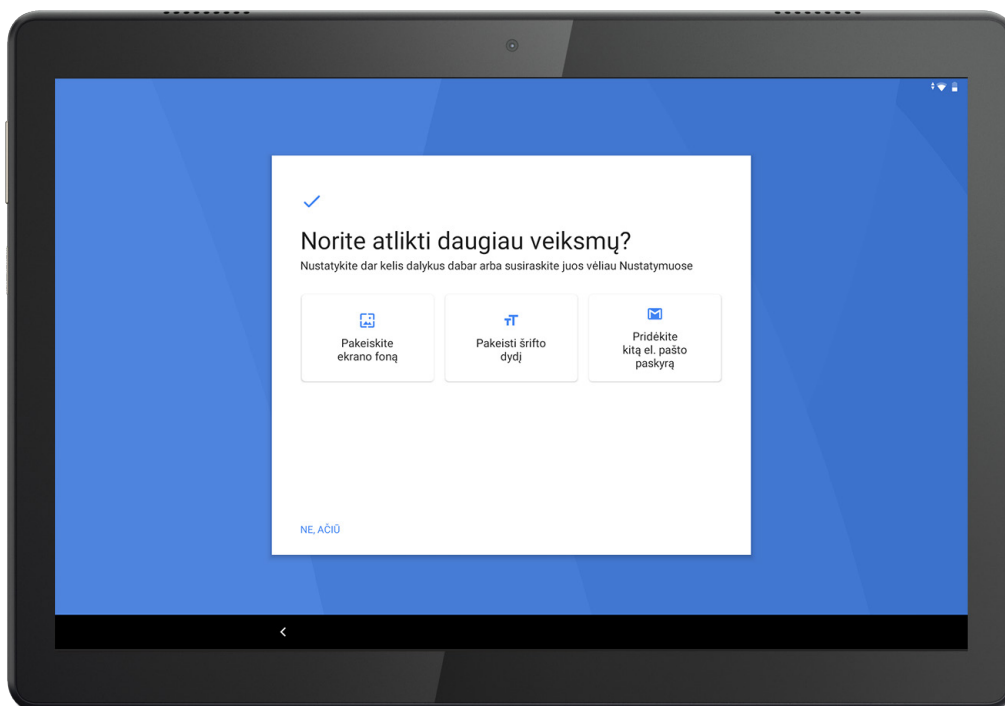 Norite atlikti daugiau veiksmų?
Nustatykite dar kelis dalykus dabar arba susiraskite juos vėliau Nustatymuose
Pakeiskite
ekrano foną
Pakeisti šrifto
dydį
Pridėkite
kitą el. pašto
paskyrą
NE, AČIŪ